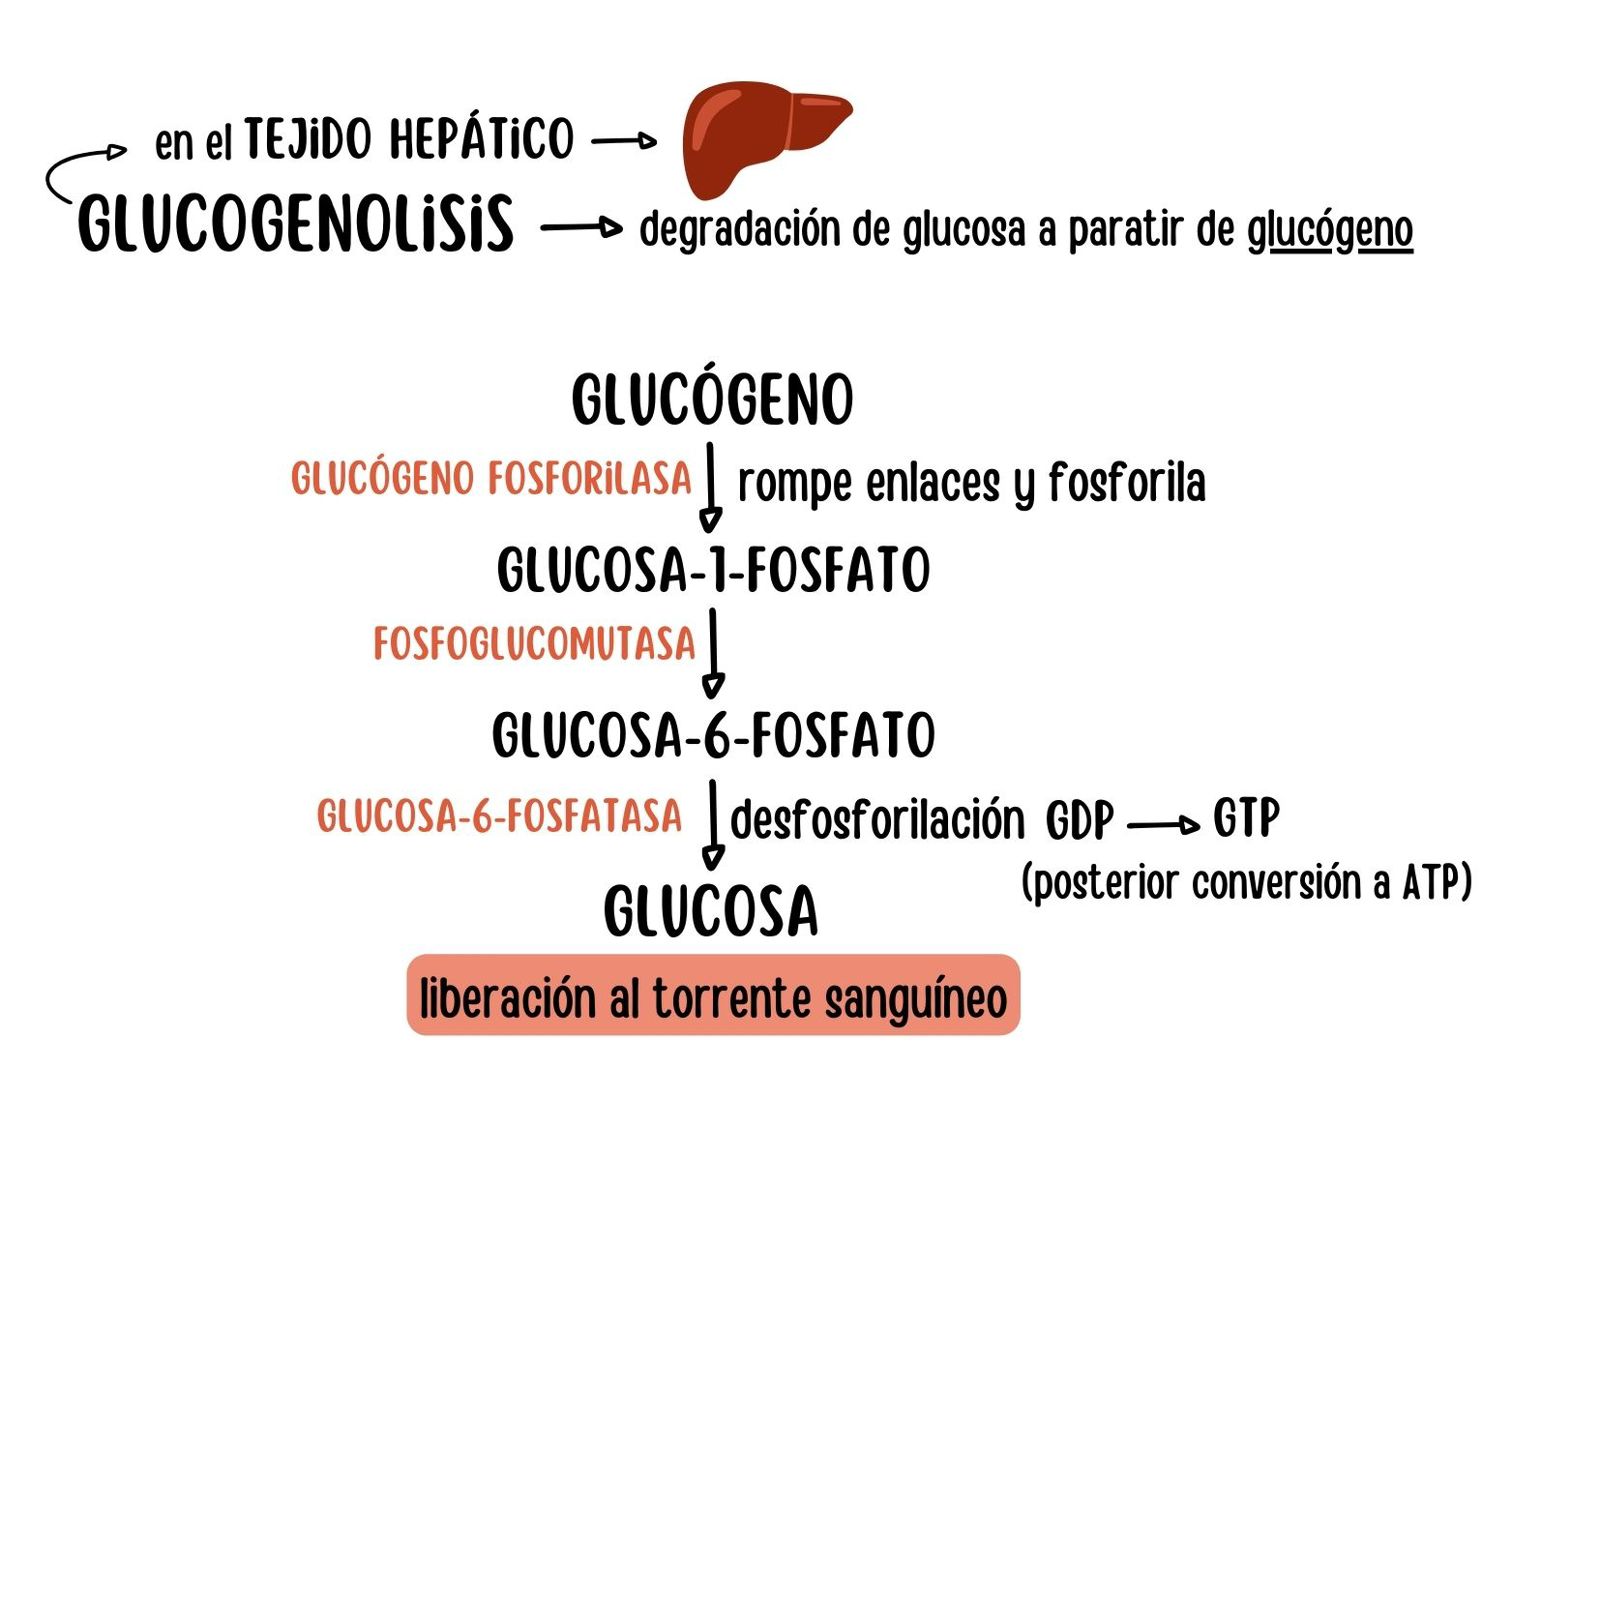 en el TEJiDO HEPÁTiCO
GLUCOGENOLiSiS degradación de glucosa a paratir de glucógeno
GLUCÓGENO
GLUCÓGENO FOSFORiLASA rompe enlaces y fosforila
GLUCOSA-1-FOSFATO
FOSFOGLUCOMUTASA
GLUCOSA-6-FOSFATO
GLUCOSA-6-FOSFATASA desfosforilación GDP GTP
(posterior conversión a ATP)
GLUCOSA
liberación al torrente sanguíneo